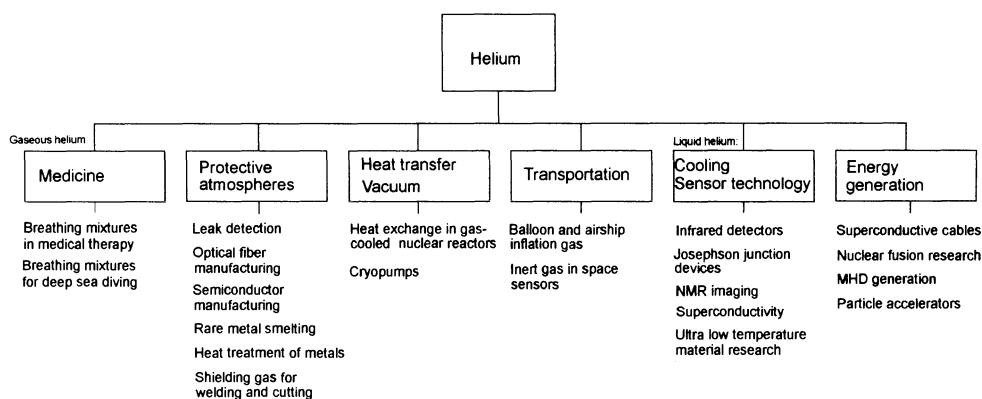 Helium
Gaseous helium
Medicine
Breathing mixtures
in medical therapy
Breathing mixtures
for deep sea diving
Protective
atmospheres
Leak detection
Optical fiber
manufacturing
Semiconductor
manufacturing
Rare metal smelting
Heat treatment of metals
Shielding gas for
welding and cutting
Heat transfer
Vacuum
Heat exchange in gas-
cooled nuclear reactors
Cryopumps
Transportation
Balloon and airship
inflation gas
Inert gas in space
sensors
Liquid helium:
Cooling
Sensor technology
Infrared detectors
Josephson junction
devices
NMR imaging
Superconductivity
Ultra low temperature
material research
Energy
generation
Superconductive cables
Nuclear fusion research
MHD generation
Particle accelerators